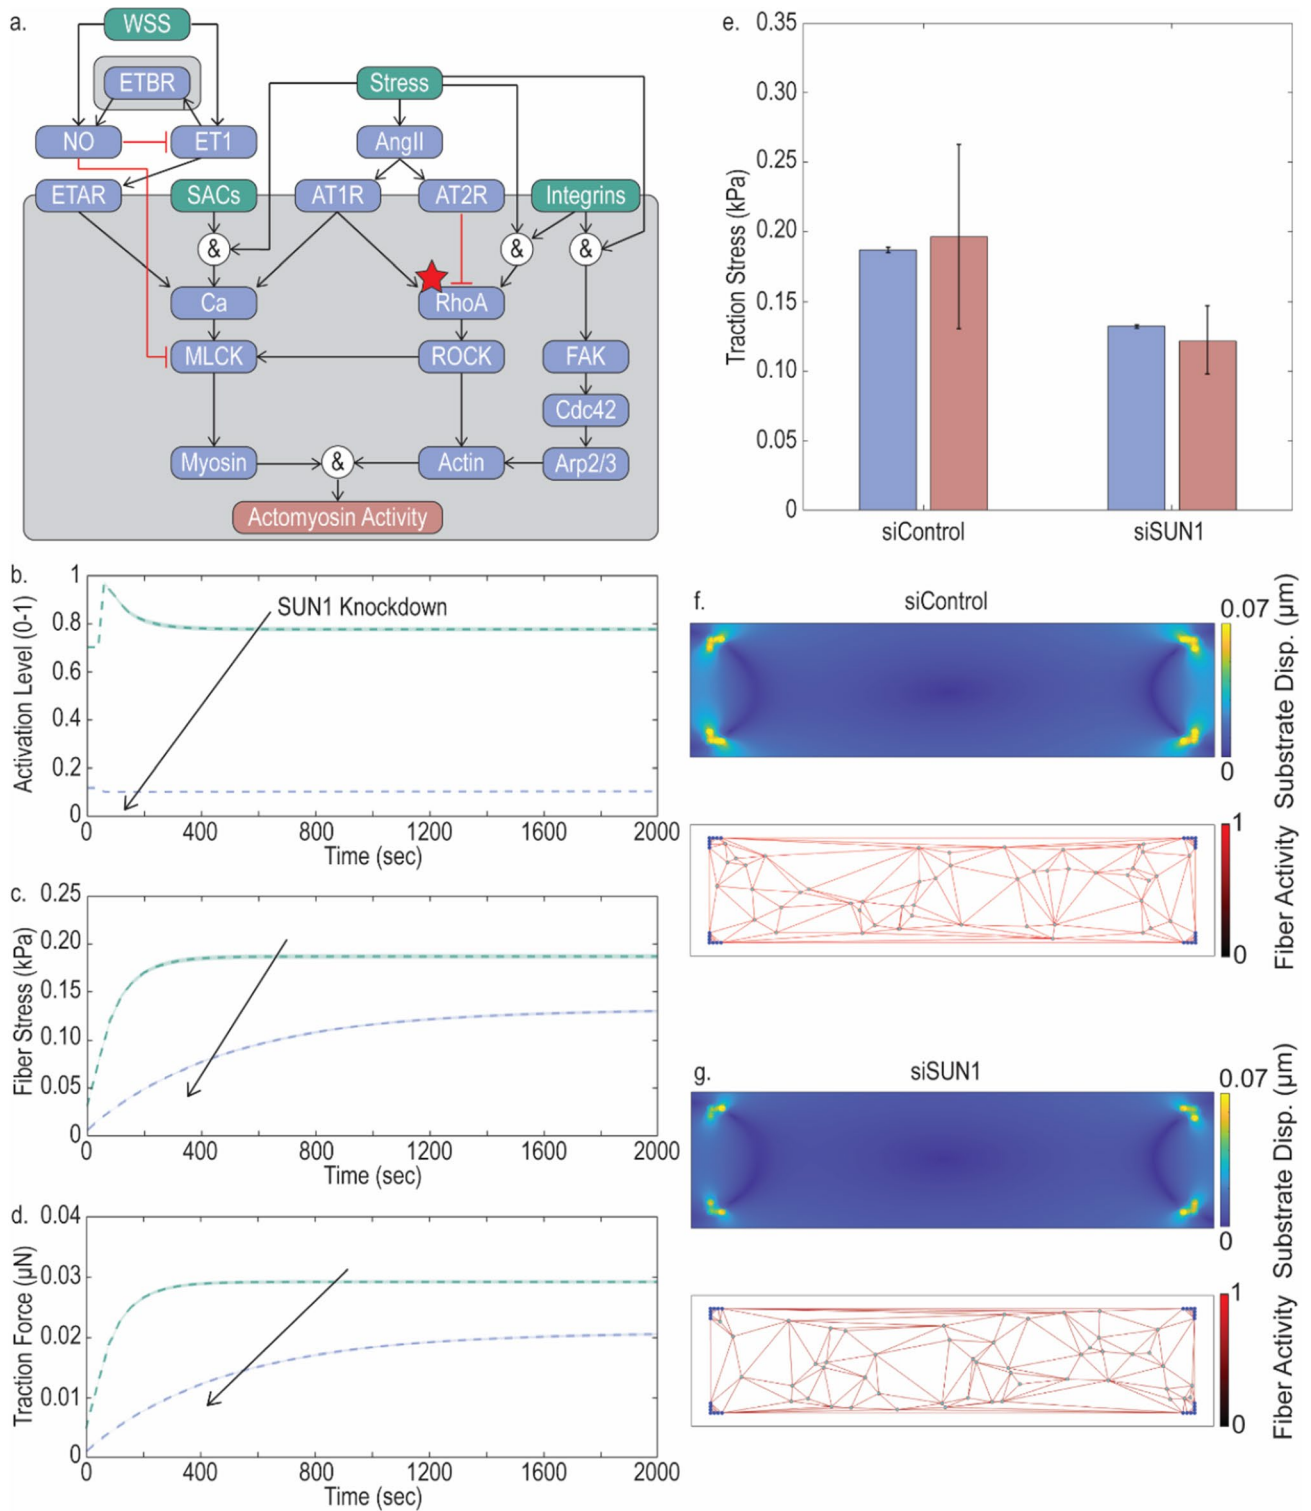 a.
WSS
ETBR
NO
ET1
Stress
AngII
ETAR
SACs
AT1R
AT2R
Integrins
&
&
&
Ca
RhoA
MLCK
ROCK
FAK
Cdc42
Myosin
&
Actin
Arp2/3
Actomyosin Activity
e.
Traction Stress (kPa)
0.35
0.30
0.25
0.20
0.15
0.10
0.05
0
siControl
siSUN1
b.
Activation Level (0-1)
1
0.8
0.6
0.4
0.2
0
SUN1 Knockdown
0 400 800 1200 1600 2000
Time (sec)
c.
Fiber Stress (kPa)
0.25
0.20
0.15
0.10
0.05
0
0 400 800 1200 1600 2000
Time (sec)
d.
Traction Force (µN)
0.04
0.03
0.02
0.01
0
0 400 800 1200 1600 2000
Time (sec)
f.
siControl
0.07
0
Substrate Disp. (µm)
1
0
Fiber Activity
g.
siSUN1
0.07
0
Substrate Disp. (µm)
1
0
Fiber Activity